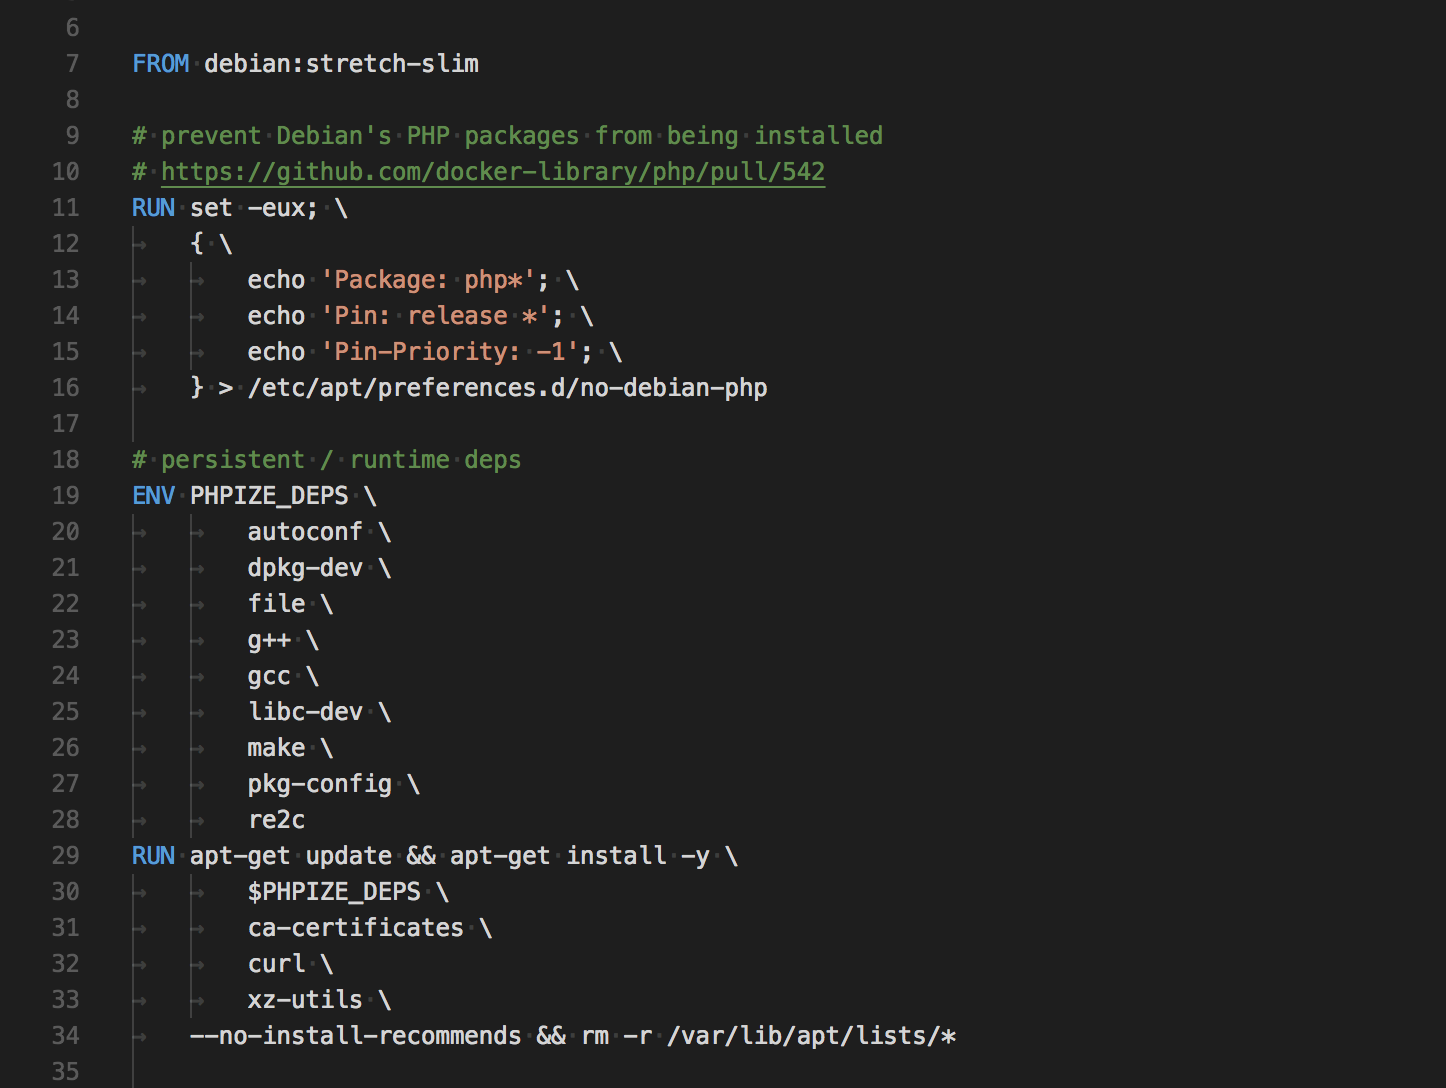 6
7 FROM debian:stretch-slim
8
9 # prevent Debian's PHP packages from being installed
10 # https://github.com/docker-library/php/pull/542
11 RUN set -eux; \
12 { \
13 echo 'Package: php*'; \
14 echo 'Pin: release *'; \
15 echo 'Pin-Priority: -1'; \
16 } > /etc/apt/preferences.d/no-debian-php
17
18 # persistent / runtime deps
19 ENV PHPIZE_DEPS \
20 autoconf \
21 dpkg-dev \
22 file \
23 g++ \
24 gcc \
25 libc-dev \
26 make \
27 pkg-config \
28 re2c
29 RUN apt-get update && apt-get install -y \
30 $PHPIZE_DEPS \
31 ca-certificates \
32 curl \
33 xz-utils \
34 --no-install-recommends && rm -r /var/lib/apt/lists/*
35